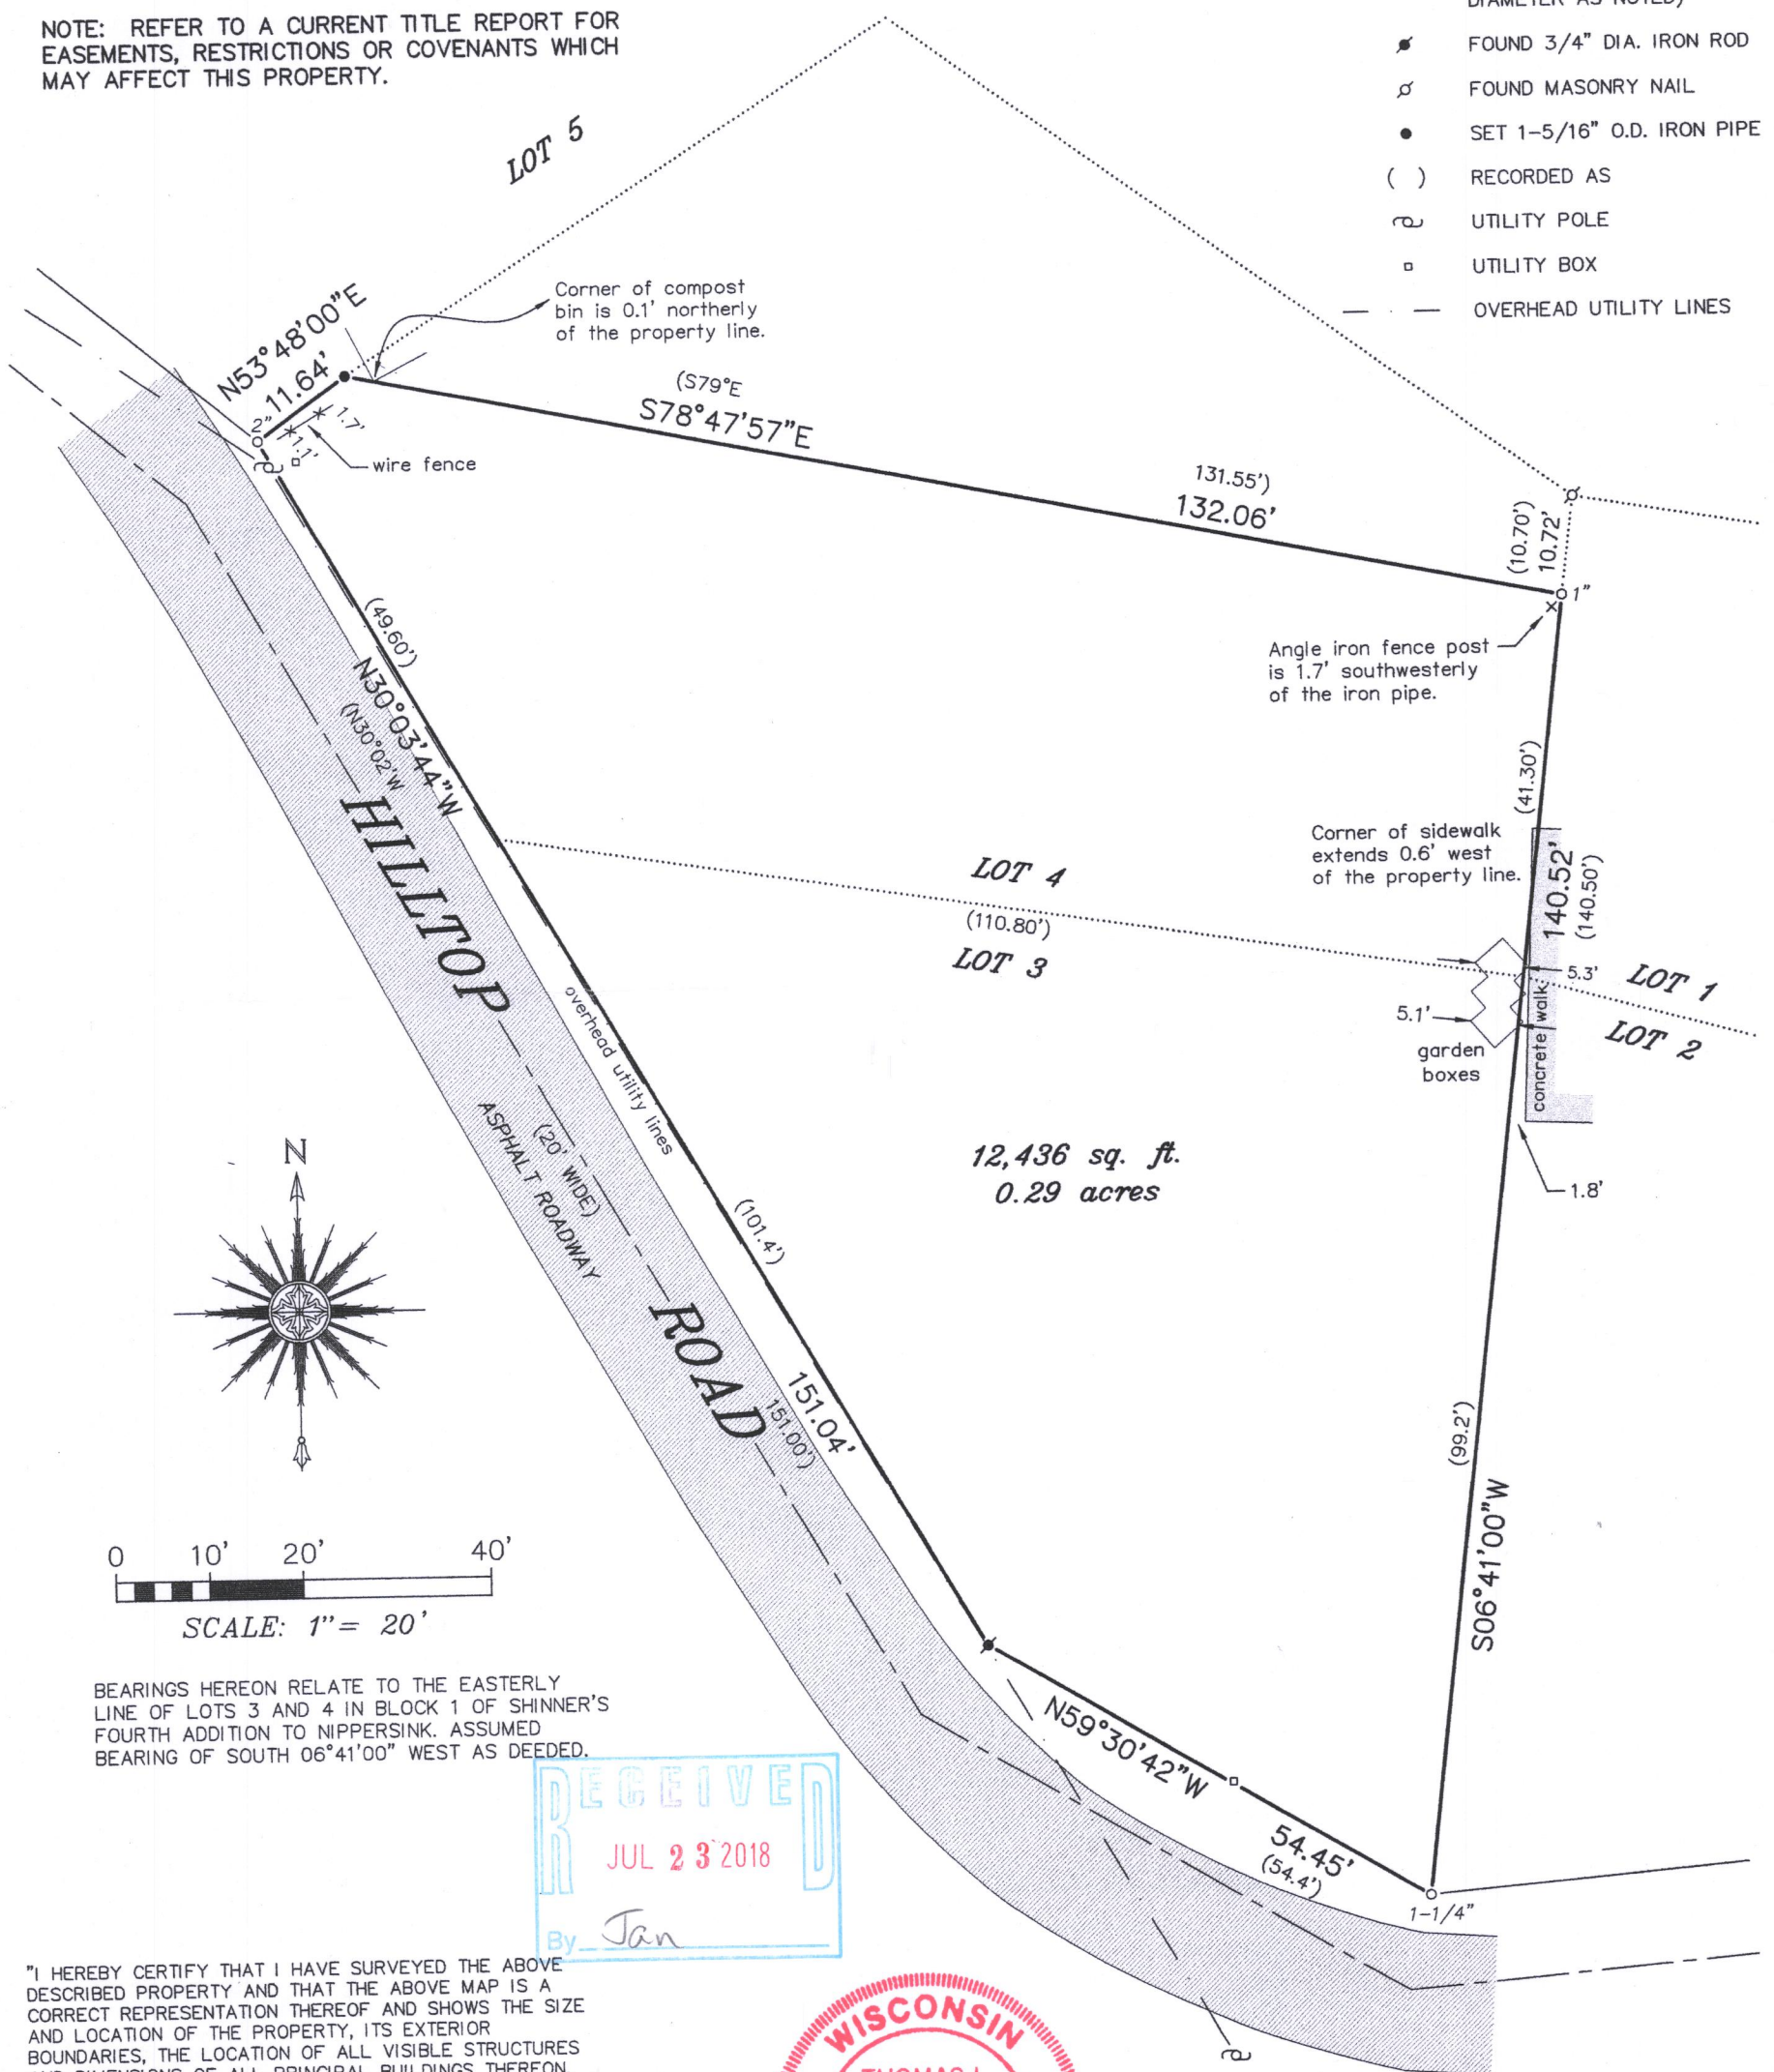 NOTE: REFER TO A CURRENT TITLE REPORT FOR
EASEMENTS, RESTRICTIONS OR COVENANTS WHICH
MAY AFFECT THIS PROPERTY.
DIAMETER AS NOTED)
FOUND 3/4" DIA. IRON ROD
FOUND MASONRY NAIL
SET 1-5/16" O.D. IRON PIPE
( ) RECORDED AS
UTILITY POLE
UTILITY BOX
OVERHEAD UTILITY LINES
LOT 5
Corner of compost
bin is 0.1' northerly
of the property line.
N53°48'00"E
11.64'
2"
1.7'
1.1'
wire fence
(S79°E
S78°47'57"E
131.55')
132.06'
(10.70')
10.72'
1"
Angle iron fence post
is 1.7' southwesterly
of the iron pipe.
(49.60')
N30°03'44"W
(N30°02'W
HILLTOP
(41.30')
Corner of sidewalk
extends 0.6' west
of the property line.
140.52'
(140.50')
LOT 4
(110.80')
LOT 3
5.3'
LOT 1
LOT 2
5.1'
garden
boxes
concrete walk
1.8'
overhead utility lines
(20' WIDE)
ASPHALT ROADWAY
12,436 sq. ft.
0.29 acres
N
(101.4')
ROAD
151.04'
151.00')
(99.2')
S06°41'00"W
0 10' 20' 40'
SCALE: 1"= 20'
BEARINGS HEREON RELATE TO THE EASTERLY
LINE OF LOTS 3 AND 4 IN BLOCK 1 OF SHINNER'S
FOURTH ADDITION TO NIPPERSINK. ASSUMED
BEARING OF SOUTH 06°41'00" WEST AS DEEDED.
N59°30'42"W
54.45'
(54.4')
1-1/4"
RECEIVED
JUL 23 2018
By Jan
"I HEREBY CERTIFY THAT I HAVE SURVEYED THE ABOVE
DESCRIBED PROPERTY AND THAT THE ABOVE MAP IS A
CORRECT REPRESENTATION THEREOF AND SHOWS THE SIZE
AND LOCATION OF THE PROPERTY, ITS EXTERIOR
BOUNDARIES, THE LOCATION OF ALL VISIBLE STRUCTURES
AND DIMENSIONS OF ALL PRINCIPAL BUILDINGS THEREON,
WISCONSIN
THOMAS I.